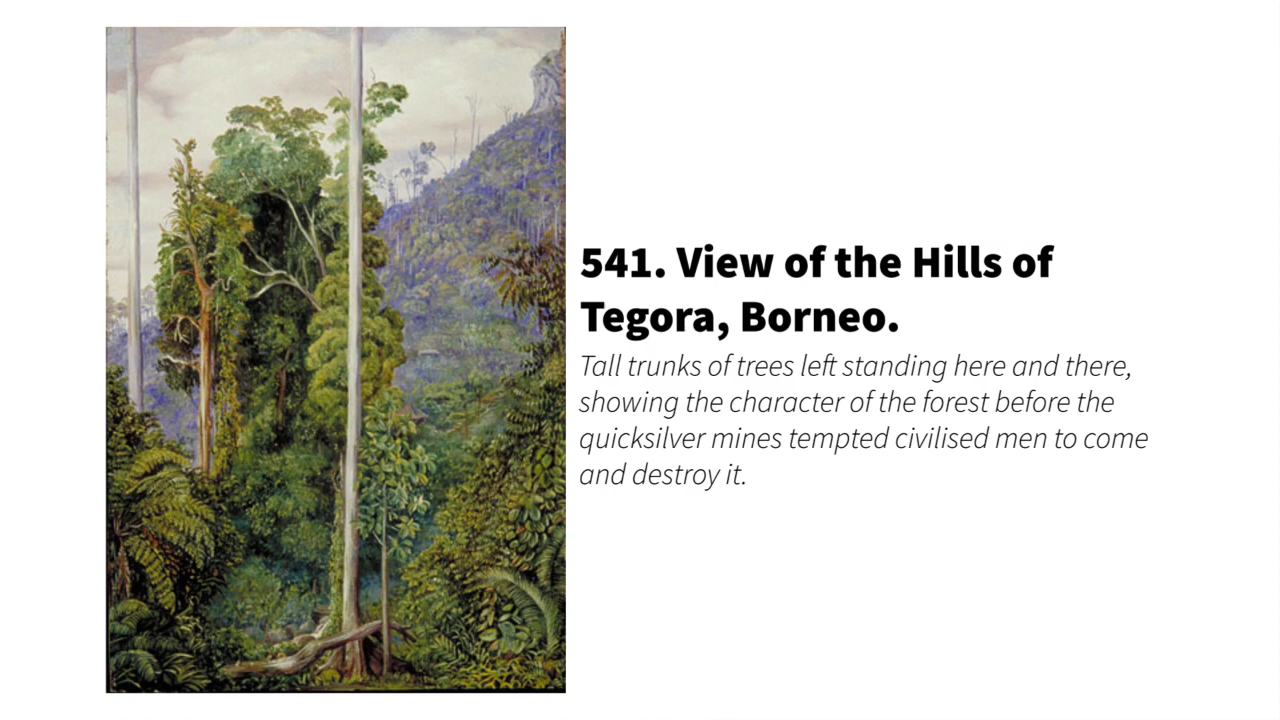 541. View of the Hills of
Tegora, Borneo.
Tall trunks of trees left standing here and there,
showing the character of the forest before the
quicksilver mines tempted civilised men to come
and destroy it.